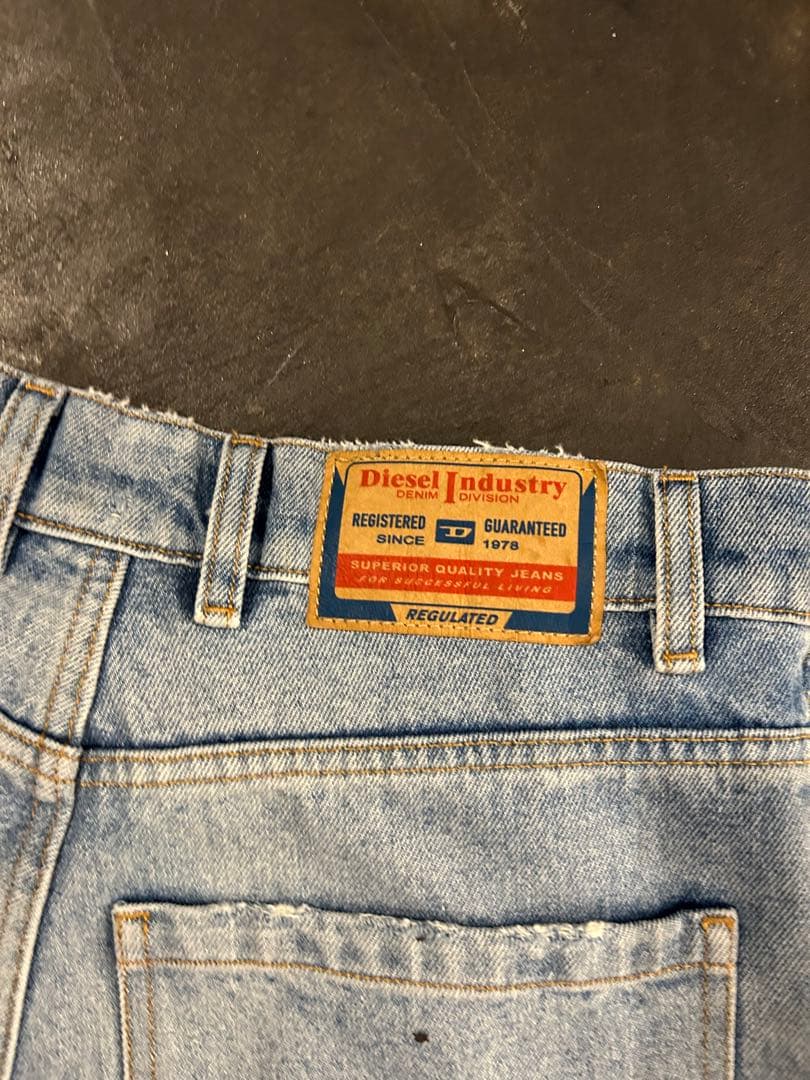 Diesel Industry
DENIM DIVISION
REGISTERED D GUARANTEED
SINCE 1978
SUPERIOR QUALITY JEANS
FOR SUCCESSFUL LIVING
REGULATED